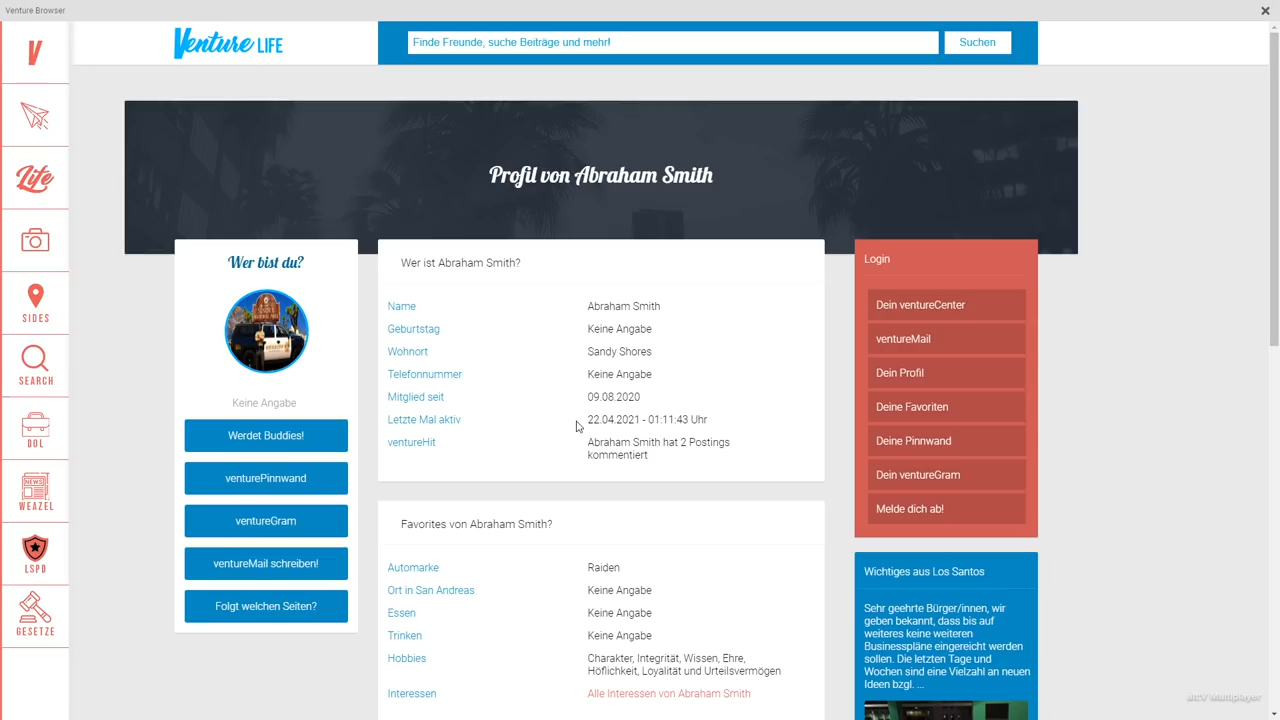 Venture Browser
V
Life
SIDES
SEARCH
DOL
NEWS
WEAZEL
LSPD
GESETZE
Venture LIFE
Finde Freunde, suche Beiträge und mehr!
Suchen
Profil von Abraham Smith
Wer bist du?
Keine Angabe
Werdet Buddies!
venturePinnwand
ventureGram
ventureMail schreiben!
Folgt welchen Seiten?
Wer ist Abraham Smith?
Name Abraham Smith
Geburtstag Keine Angabe
Wohnort Sandy Shores
Telefonnummer Keine Angabe
Mitglied seit 09.08.2020
Letzte Mal aktiv 22.04.2021 - 01:11:43 Uhr
ventureHit Abraham Smith hat 2 Postings
kommentiert
Favorites von Abraham Smith?
Automarke Raiden
Ort in San Andreas Keine Angabe
Essen Keine Angabe
Trinken Keine Angabe
Hobbies Charakter, Integrität, Wissen, Ehre,
Höflichkeit, Loyalität und Urteilsvermögen
Interessen Alle Interessen von Abraham Smith
Login
Dein ventureCenter
ventureMail
Dein Profil
Deine Favoriten
Deine Pinnwand
Dein ventureGram
Melde dich ab!
Wichtiges aus Los Santos
Sehr geehrte Bürger/innen, wir
geben bekannt, dass bis auf
weiteres keine weiteren
Businesspläne eingereicht werden
sollen. Die letzten Tage und
Wochen sind eine Vielzahl an neuen
Ideen bzgl. ...
alt:V Multiplayer